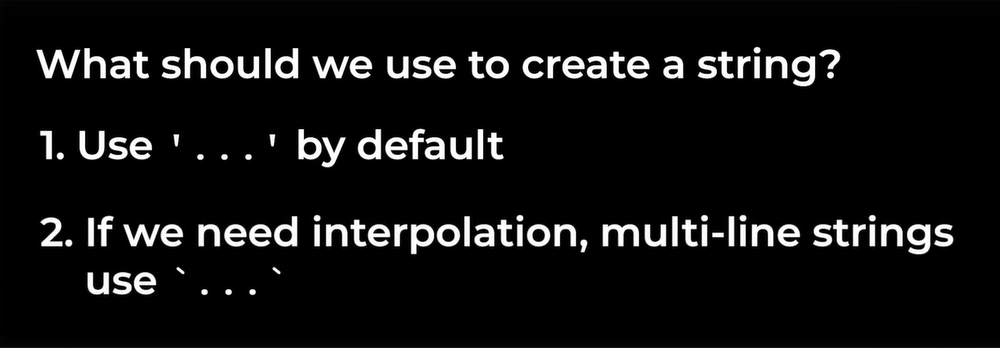 What should we use to create a string?
1. Use '...' by default
2. If we need interpolation, multi-line strings
use `...`